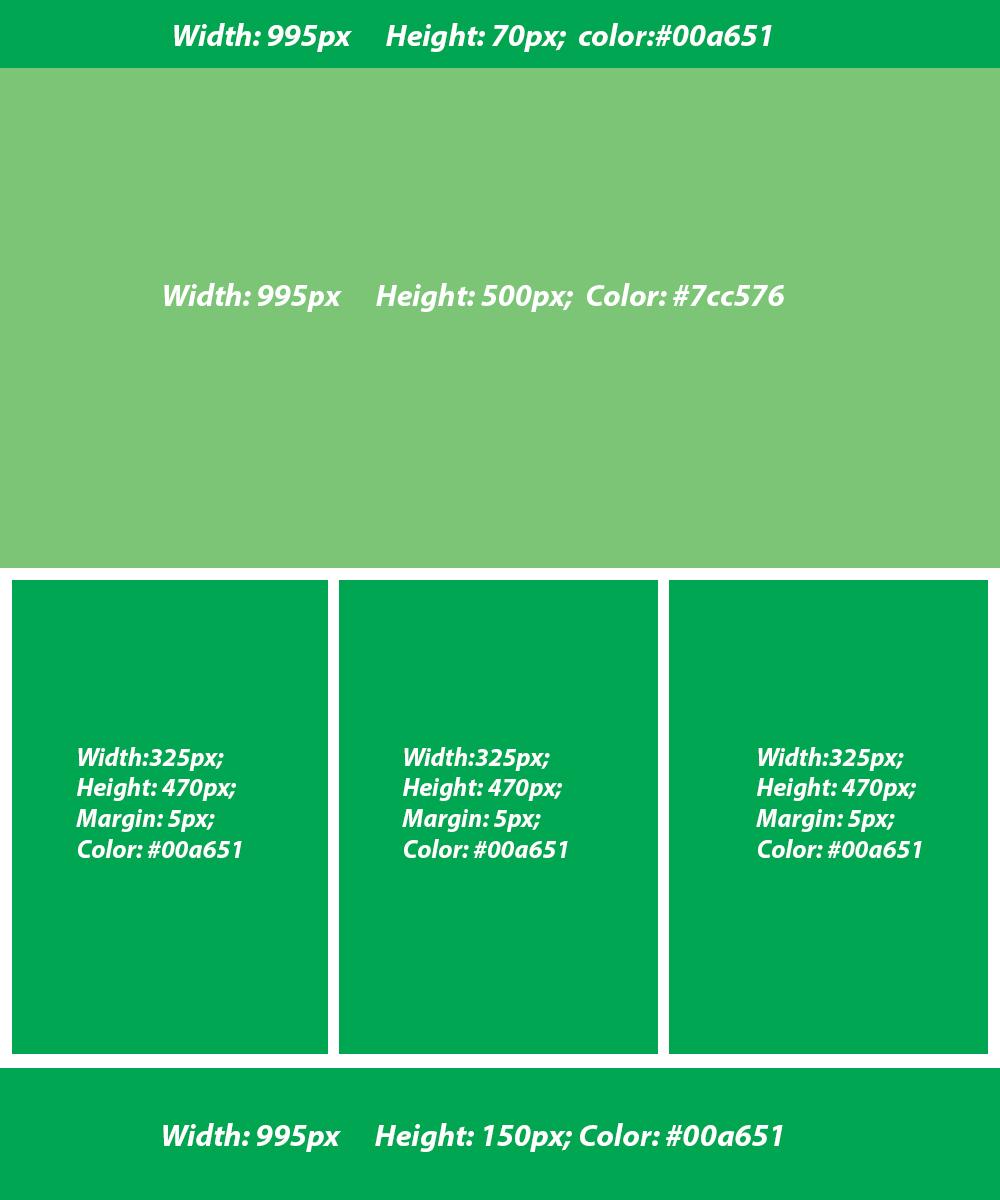 Width: 995px Height: 70px; color:#00a651
Width: 995px Height: 500px; Color: #7cc576
Width:325px;
Height: 470px;
Margin: 5px;
Color: #00a651
Width:325px;
Height: 470px;
Margin: 5px;
Color: #00a651
Width:325px;
Height: 470px;
Margin: 5px;
Color: #00a651
Width: 995px Height: 150px; Color: #00a651